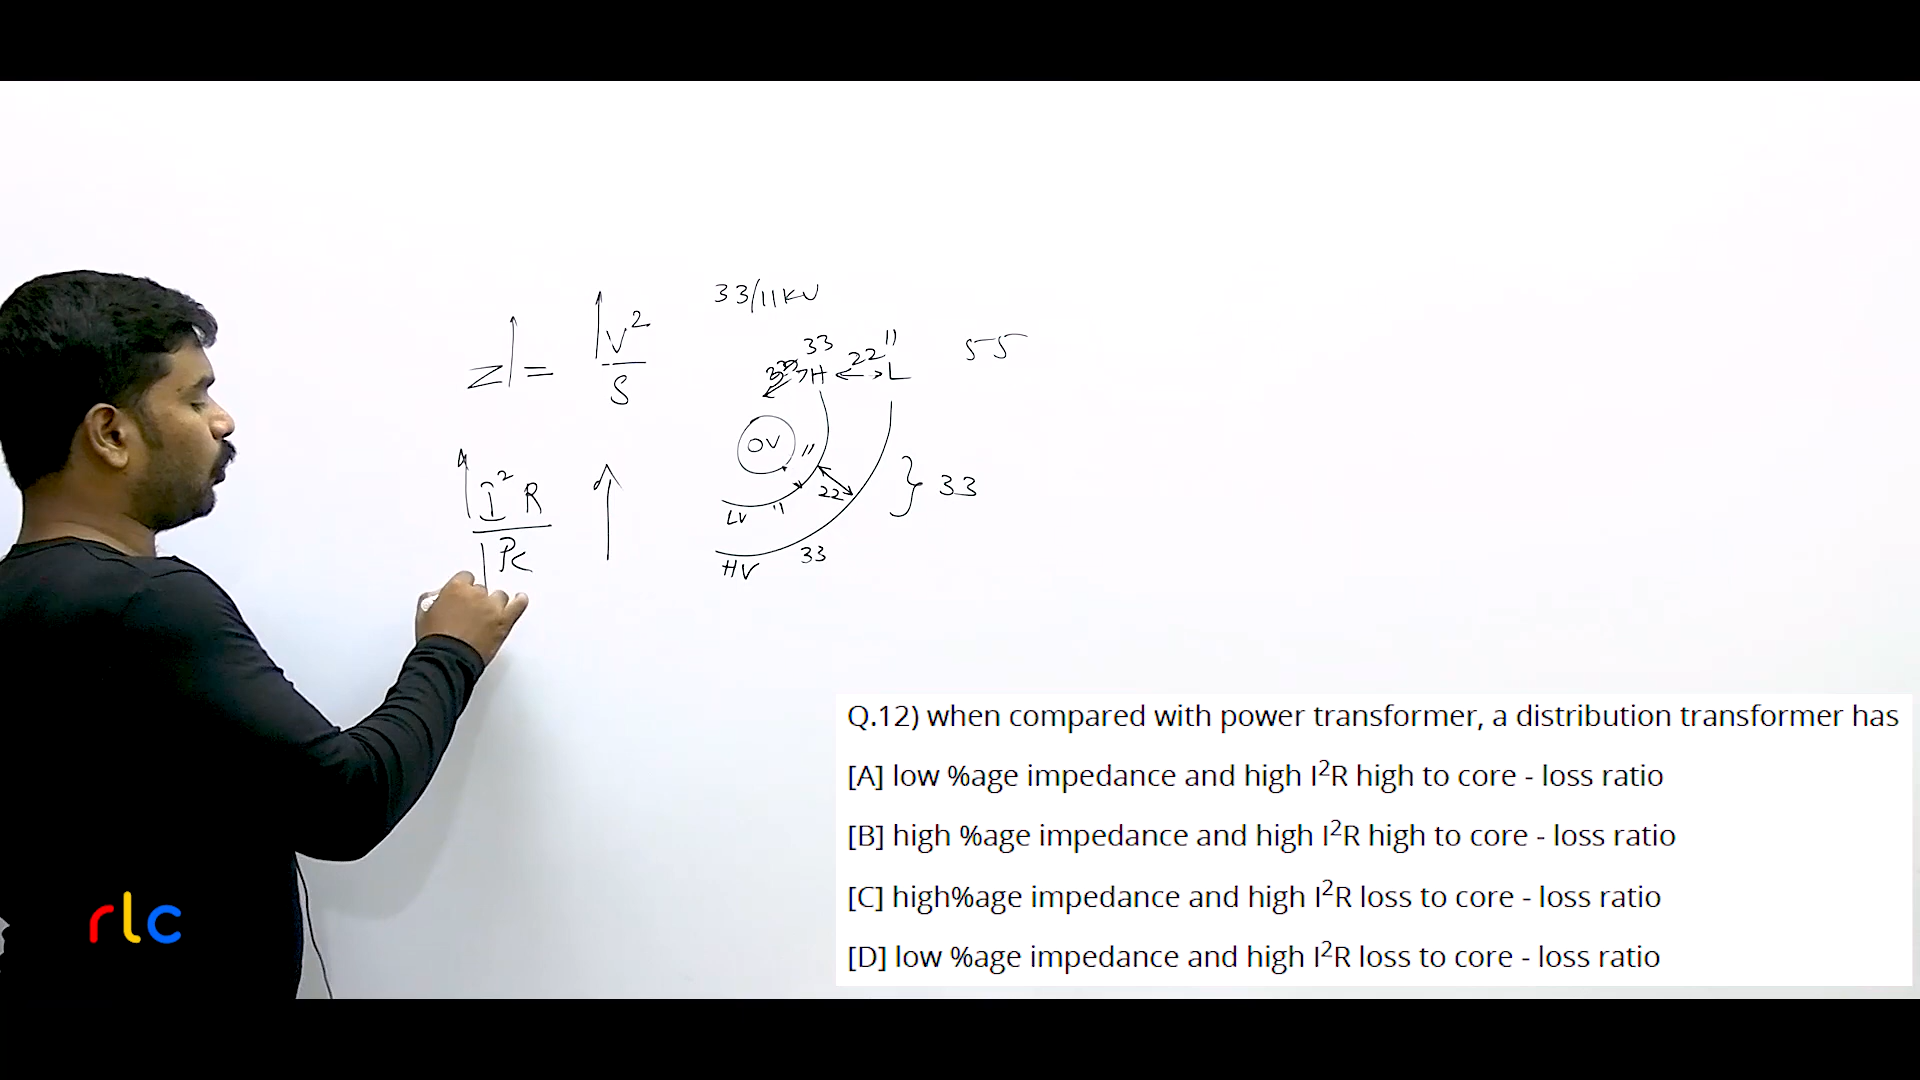 33/11KV
Z = V²/S
33 11
22
H L
55
OV
11
22
33
LV 11
HV 33
I²R
Pc
rlc
Q.12) when compared with power transformer, a distribution transformer has
[A] low %age impedance and high I²R high to core - loss ratio
[B] high %age impedance and high I²R high to core - loss ratio
[C] high%age impedance and high I²R loss to core - loss ratio
[D] low %age impedance and high I²R loss to core - loss ratio